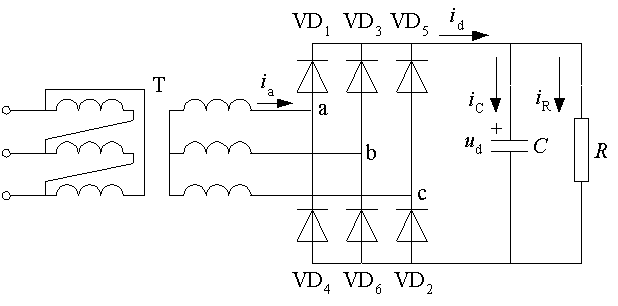 VD1 VD3 VD5 id
T ia a iC iR
b + ud C R
c
VD4 VD6 VD2